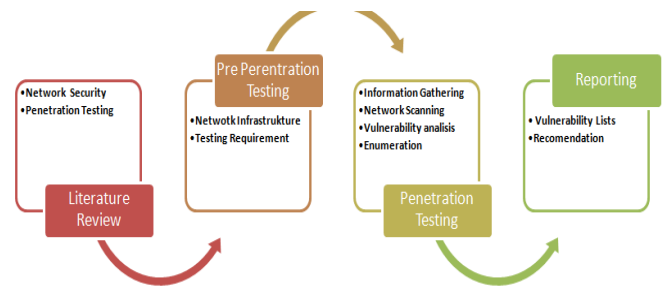 •Network Security
•Penetration Testing
Literature
Review
Pre Perentration
Testing
•Netwotk Infrastrukture
•Testing Requirement
•Information Gathering
•Network Scanning
•Vulnerability analisis
•Enumeration
Penetration
Testing
Reporting
• Vulnerability Lists
•Recomendation